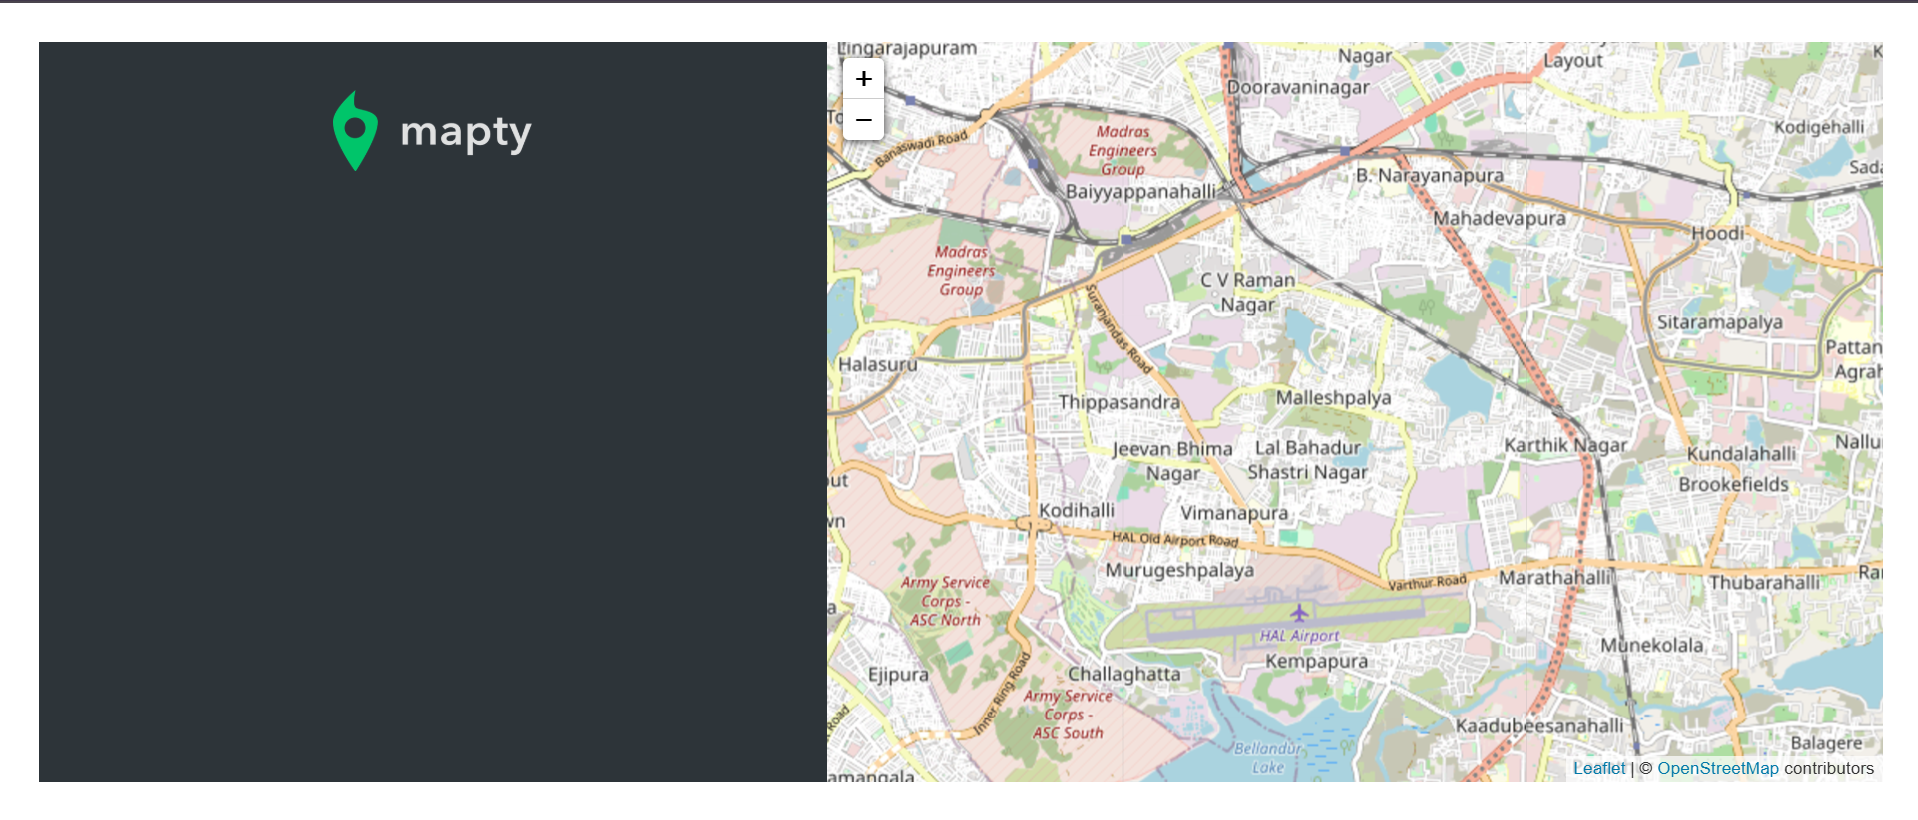 mapty
+
−
Lingarajapuram
Nagar
Layout
Dooravaninagar
Kodigehalli
Banaswadi Road
Madras
Engineers
Group
B. Narayanapura
Baiyyappanahalli
Mahadevapura
Hoodi
Madras
Engineers
Group
C V Raman
Nagar
Suranjandas Road
Sitaramapalya
Halasuru
Pattan
Agrah
Thippasandra
Malleshpalya
Jeevan Bhima
Nagar
Lal Bahadur
Shastri Nagar
Karthik Nagar
Kundalahalli
Nallu
Brookefields
Kodihalli
Vimanapura
HAL Old Airport Road
Murugeshpalaya
Army Service
Corps -
ASC North
Varthur Road
Marathahalli
Thubarahalli
HAL Airport
Kempapura
Munekolala
Ejipura
Challaghatta
Inner Ring Road
Army Service
Corps -
ASC South
Road
Kaadubeesanahalli
Bellandur
Lake
Balagere
amangala
Leaflet | © OpenStreetMap contributors